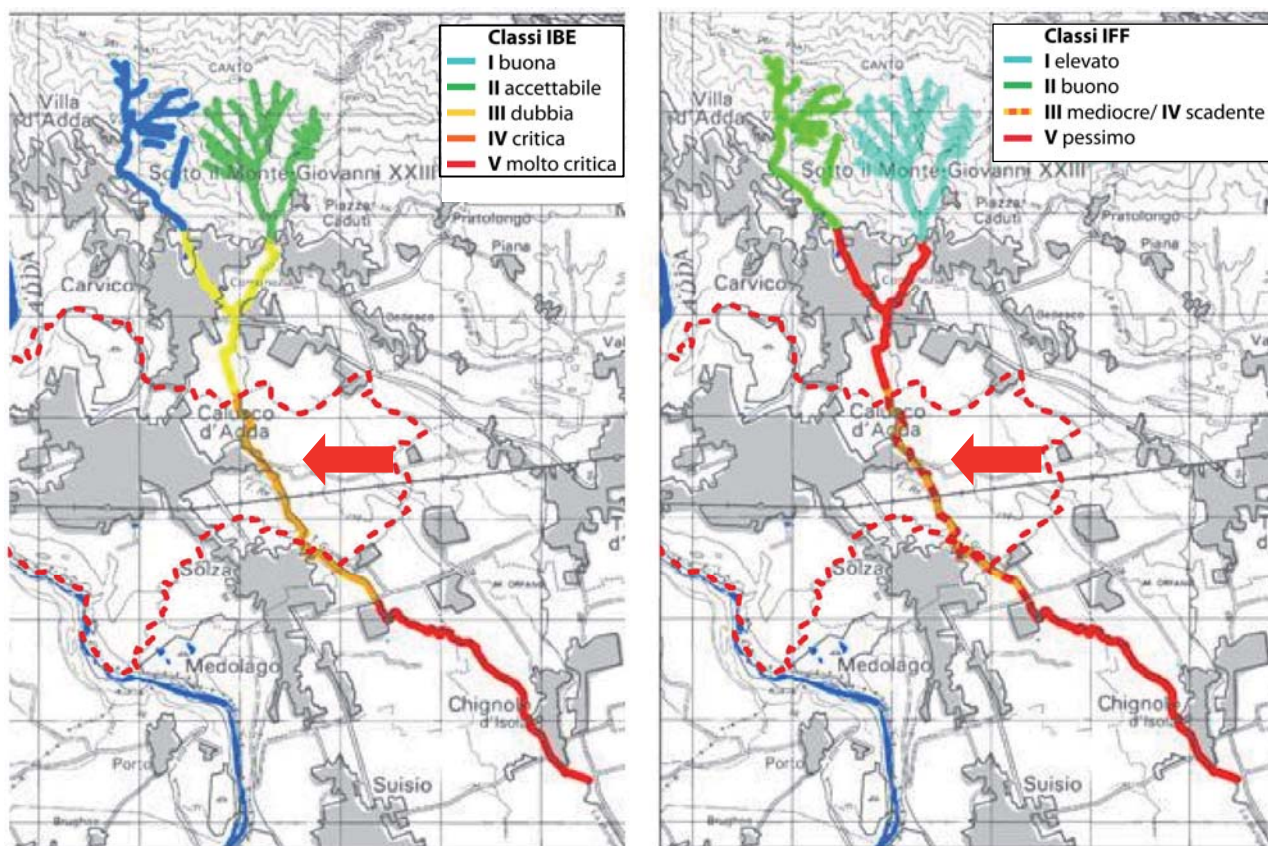 Classi IBE
I buona
II accettabile
III dubbia
IV critica
V molto critica
CANTO
Villa
d'Adda
Sotto il Monte Giovanni XXIII
Piazza
Caduti
Pratolongo
Piana
Carvico
Bedesco
Calusco
d'Adda
Solza
Medolago
Chignolo
d'Isola
Porto
Suisio
Classi IFF
I elevato
II buono
III mediocre/ IV scadente
V pessimo
CANTO
Villa
d'Adda
Sotto il Monte Giovanni XXIII
Piazza
Caduti
Pratolongo
Piana
Carvico
Bedesco
Calusco
d'Adda
Solza
Medolago
Chignolo
d'Isola
Porto
Suisio